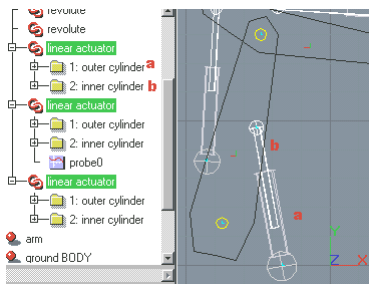 revolute
revolute
linear actuator
1: outer cylinder a
2: inner cylinder b
linear actuator
1: outer cylinder
2: inner cylinder
probe0
linear actuator
1: outer cylinder
2: inner cylinder
arm
ground BODY
b
a
Y
Z X